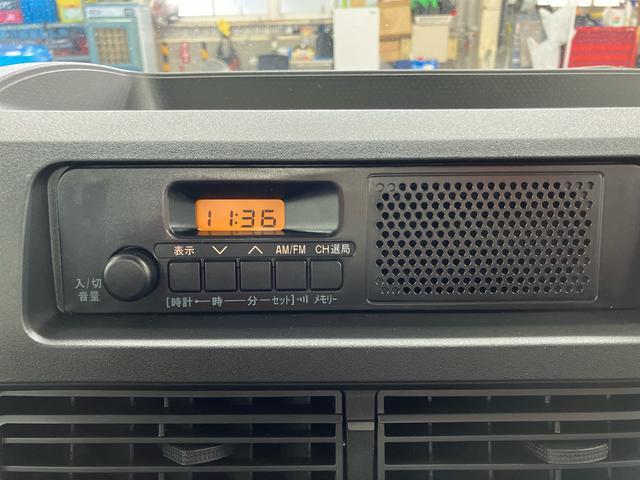 11:36
表示 ∨ ∧ AM/FM CH選局
入/切
音量
[時計 時 分 セット] メモリー